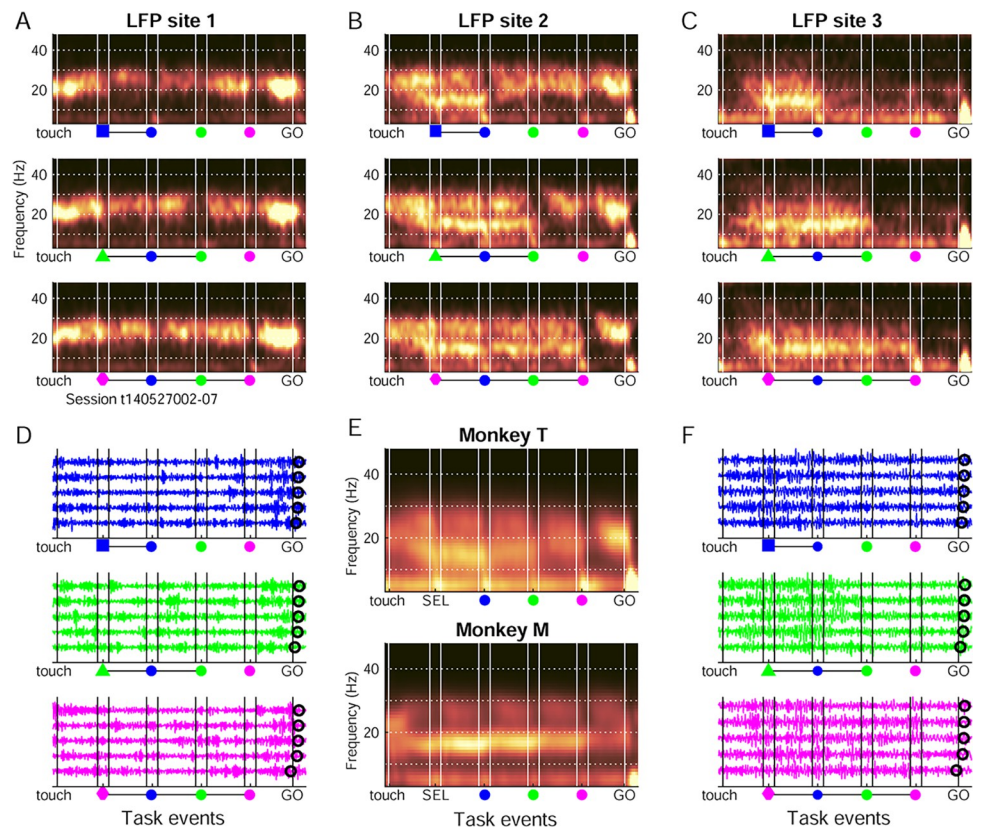 A LFP site 1 B LFP site 2 C LFP site 3
40 40 40
20 20 20
touch GO touch GO touch GO
Frequency (Hz)
40 40 40
20 20 20
touch GO touch GO touch GO
40 40 40
20 20 20
touch GO touch GO touch GO
Session t140527002-07
D E F
Monkey T
Frequency (Hz)
40
20
touch GO touch SEL GO touch GO
Monkey M
Frequency (Hz)
40
20
touch GO touch GO
touch GO touch SEL GO touch GO
Task events Task events Task events